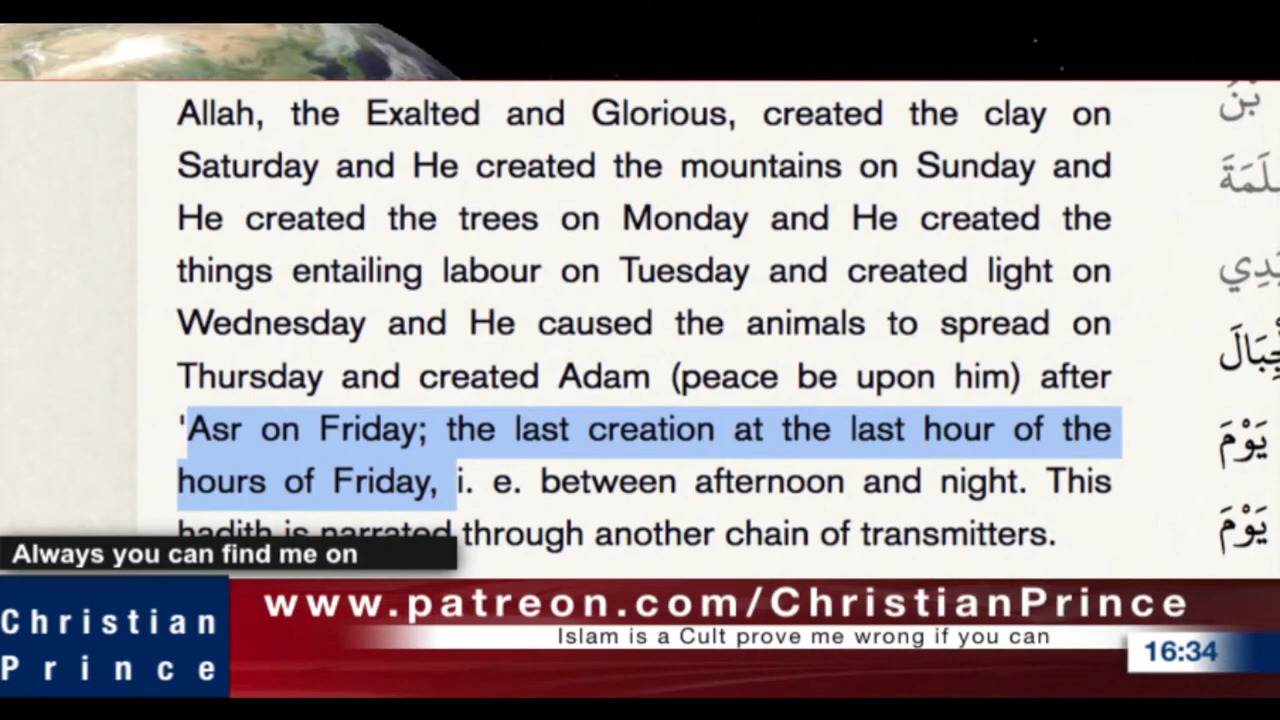 Allah, the Exalted and Glorious, created the clay on
Saturday and He created the mountains on Sunday and
He created the trees on Monday and He created the
things entailing labour on Tuesday and created light on
Wednesday and He caused the animals to spread on
Thursday and created Adam (peace be upon him) after
'Asr on Friday; the last creation at the last hour of the
hours of Friday, i. e. between afternoon and night. This
hadith is narrated through another chain of transmitters.
بْنُ
يَوْمَ
يَوْمَ
Always you can find me on
Christian
Prince
www.patreon.com/ChristianPrince
Islam is a Cult prove me wrong if you can
16:34